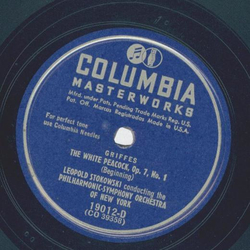 COLUMBIA
MASTERWORKS
Mfrd. under Pats. Pending Trade Marks Reg. U.S.
Pat. Off. Marcas Registradas Made in U.S.A.
For perfect tone
use Columbia Needles
GRIFFES
THE WHITE PEACOCK, Op. 7, No. 1
(Beginning)
LEOPOLD STOKOWSKI conducting the
PHILHARMONIC-SYMPHONY ORCHESTRA
OF NEW YORK
19012-D
(CO 39358)